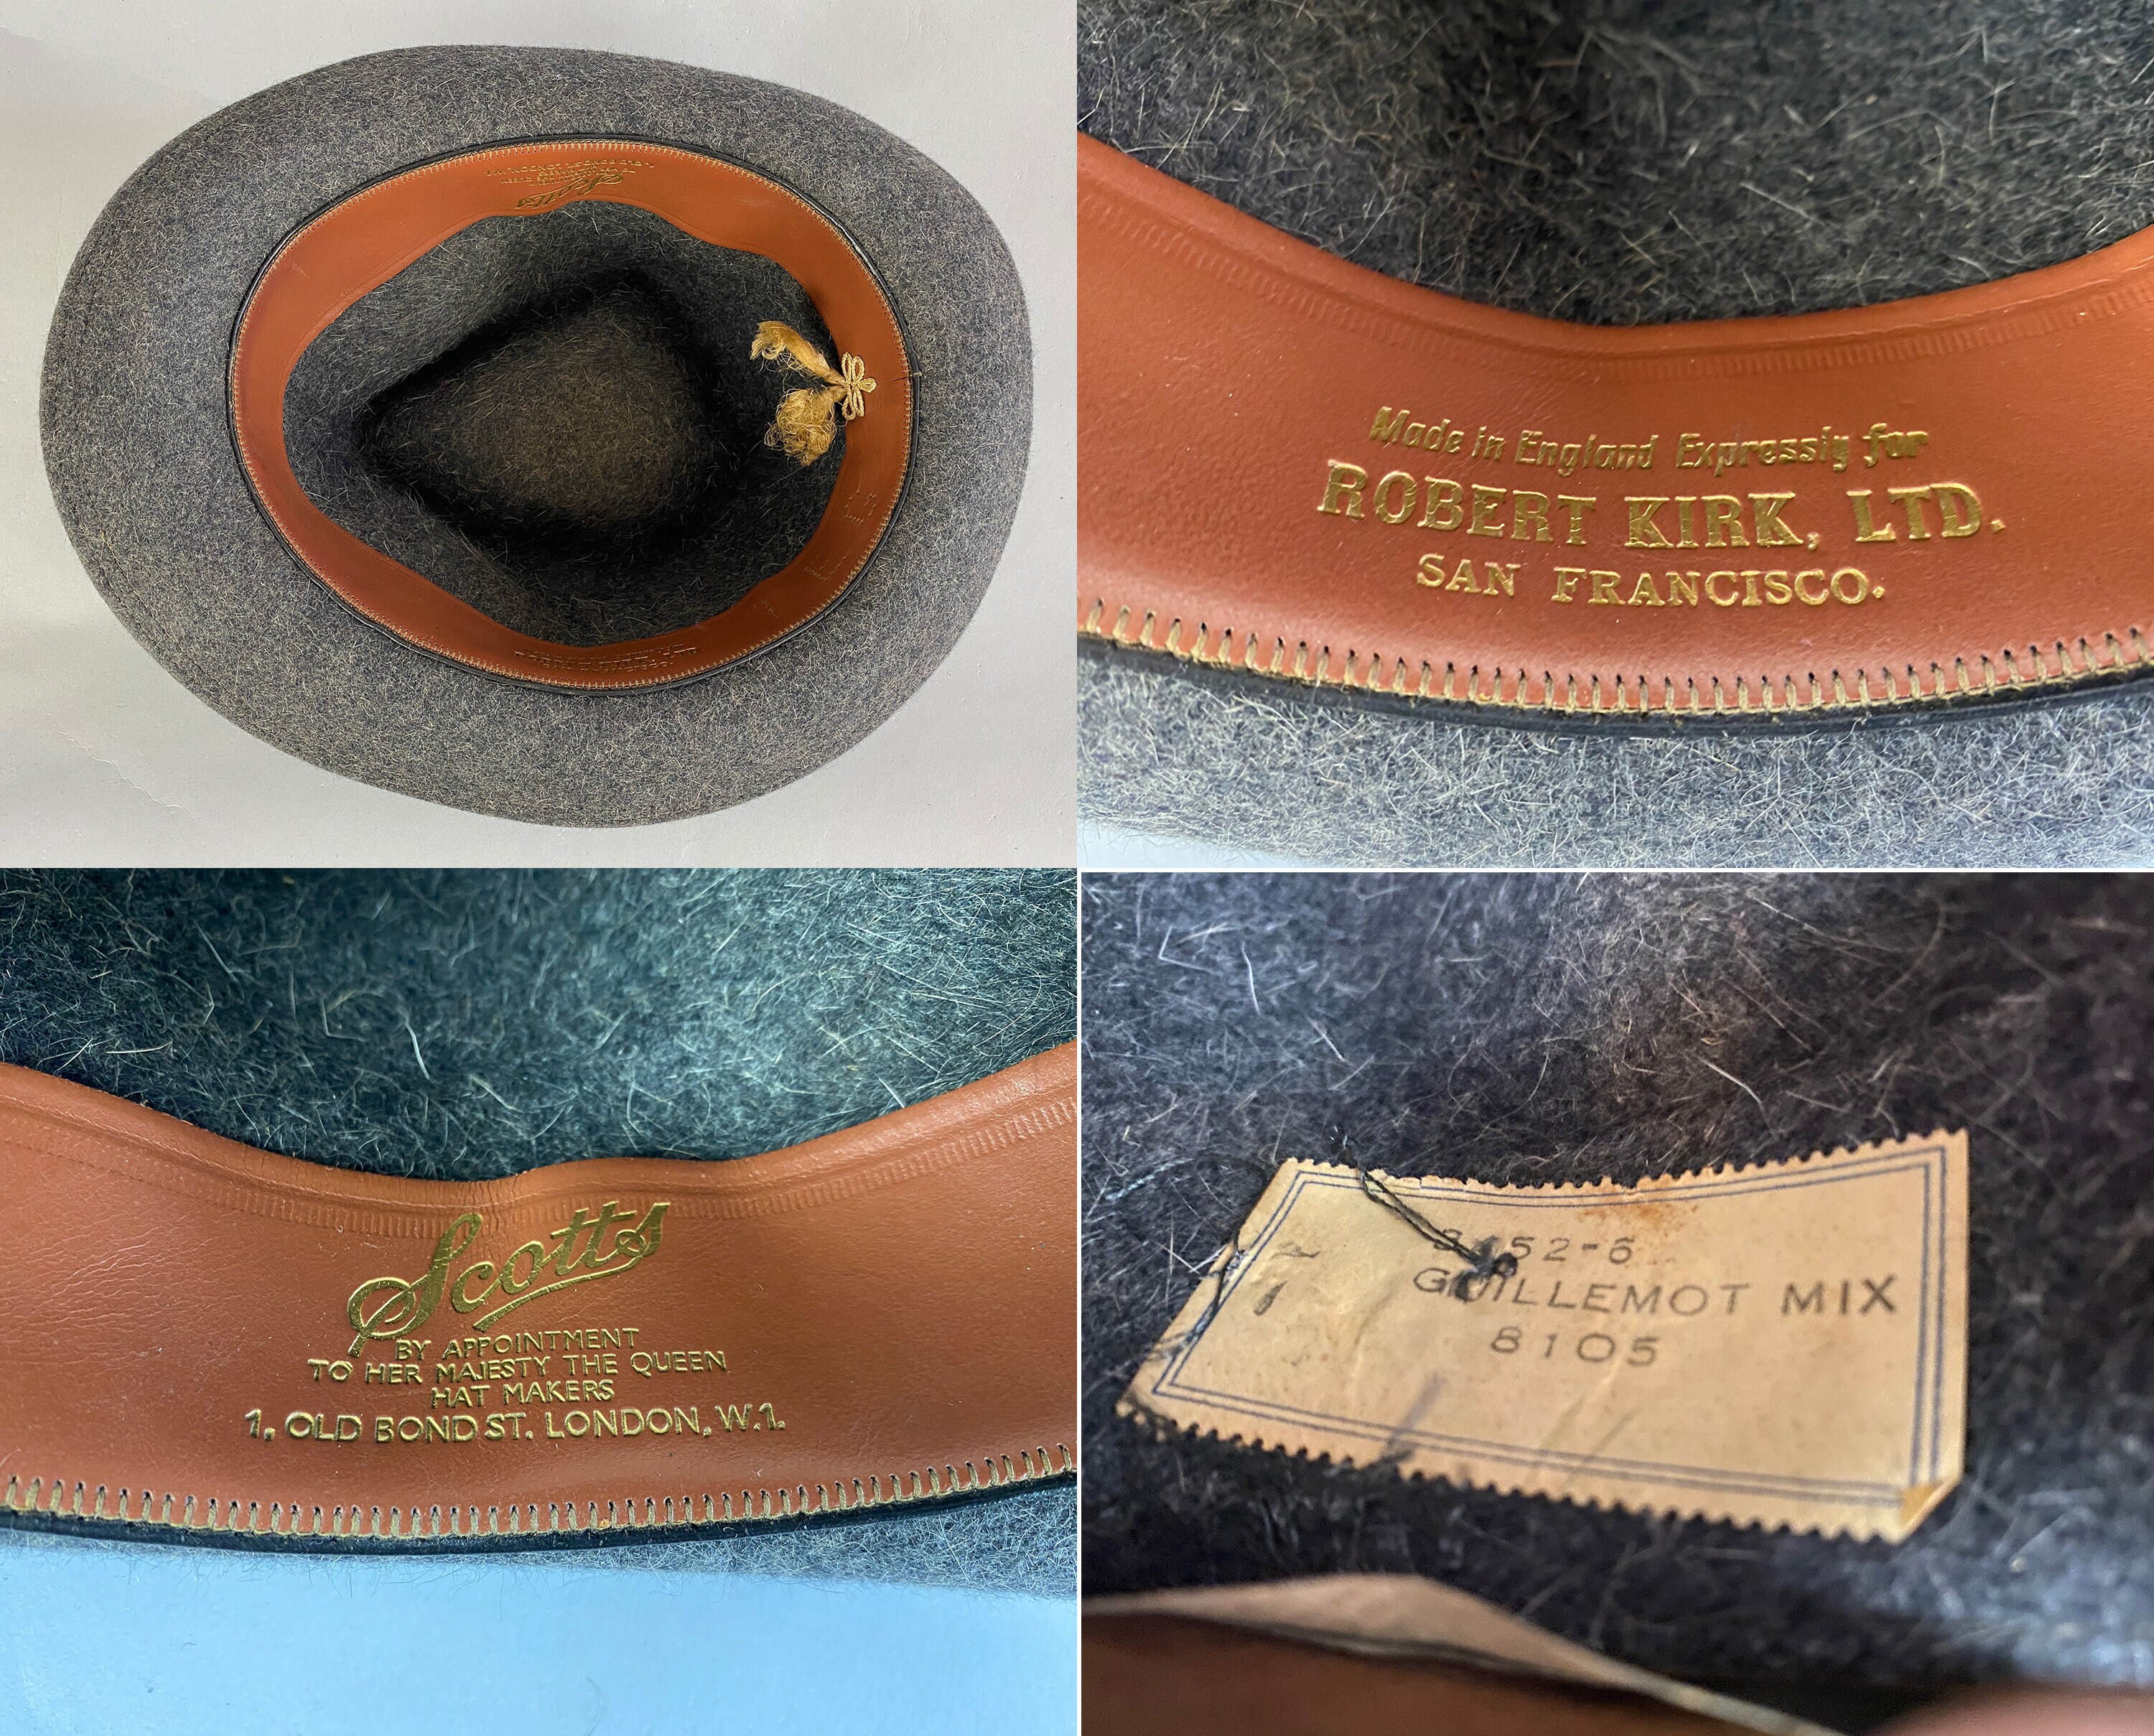 Made in England Expressly for
ROBERT KIRK, LTD.
SAN FRANCISCO.
Scotts
BY APPOINTMENT
TO HER MAJESTY THE QUEEN
HAT MAKERS
1, OLD BOND ST. LONDON, W.1.
GUILLEMOT MIX
8105